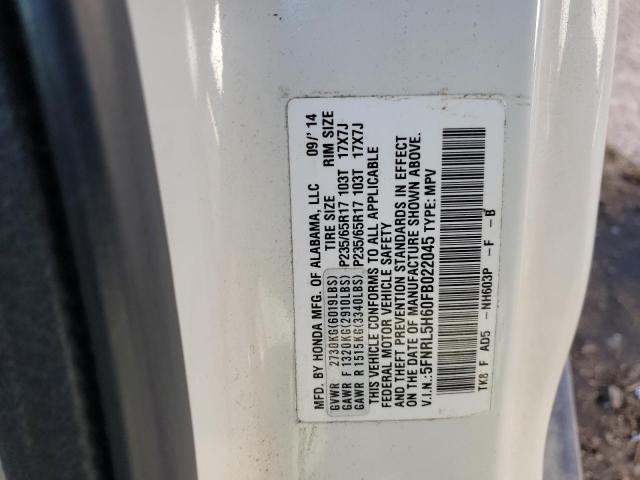 MFD. BY HONDA MFG. OF ALABAMA, LLC 09/'14
TIRE SIZE RIM SIZE
GVWR 2730KG(6019LBS)
GAWR F 1320KG(2910LBS) P235/65R17 103T 17X7J
GAWR R 1515KG(3340LBS) P235/65R17 103T 17X7J
THIS VEHICLE CONFORMS TO ALL APPLICABLE
FEDERAL MOTOR VEHICLE SAFETY
AND THEFT PREVENTION STANDARDS IN EFFECT
ON THE DATE OF MANUFACTURE SHOWN ABOVE.
V.I.N.:5FNRL5H60FB022045 TYPE: MPV
TK8 F AD5 -NH603P -F -B